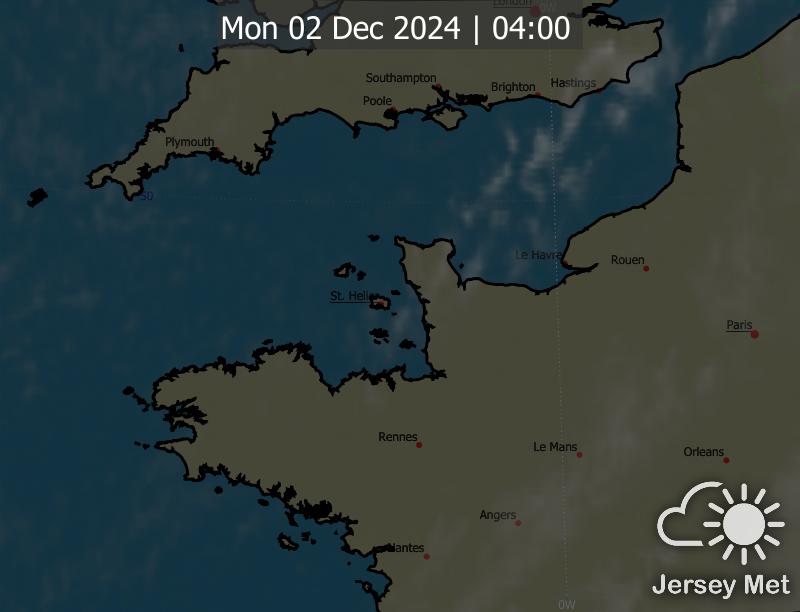 London
0W
Mon 02 Dec 2024 | 04:00
Southampton
Brighton
Hastings
Poole
Plymouth
50
Le Havre
Rouen
St. Helier
Paris
Rennes
Le Mans
Orleans
Angers
Nantes
Jersey Met
0W